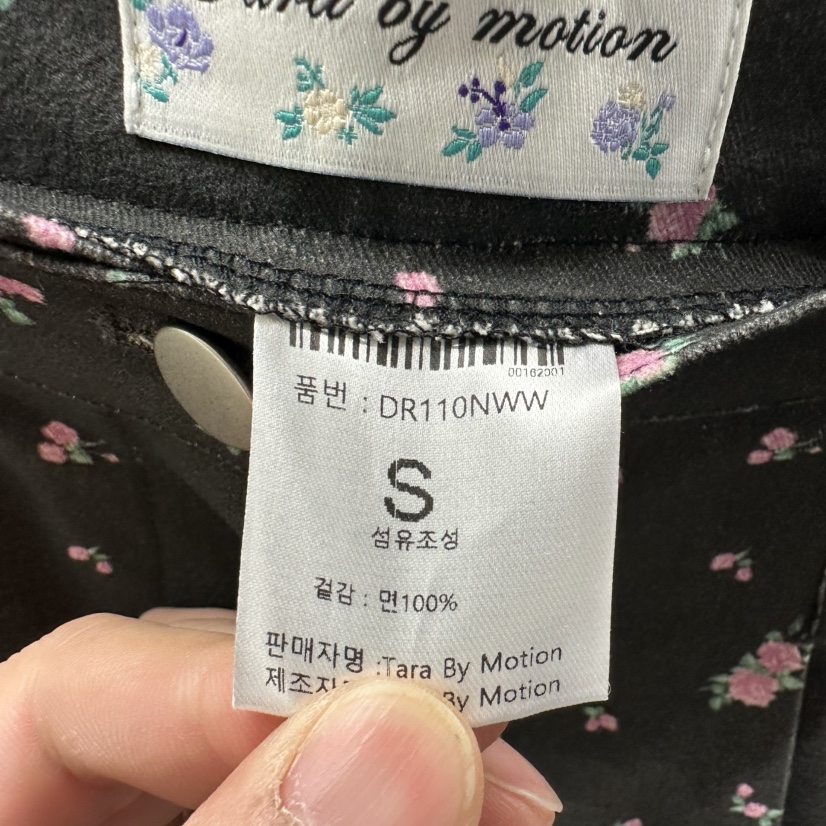 Tara by motion
00162001
품번 : DR110NWW
S
섬유조성
겉감 : 면100%
판매자명 :Tara By Motion
By Motion